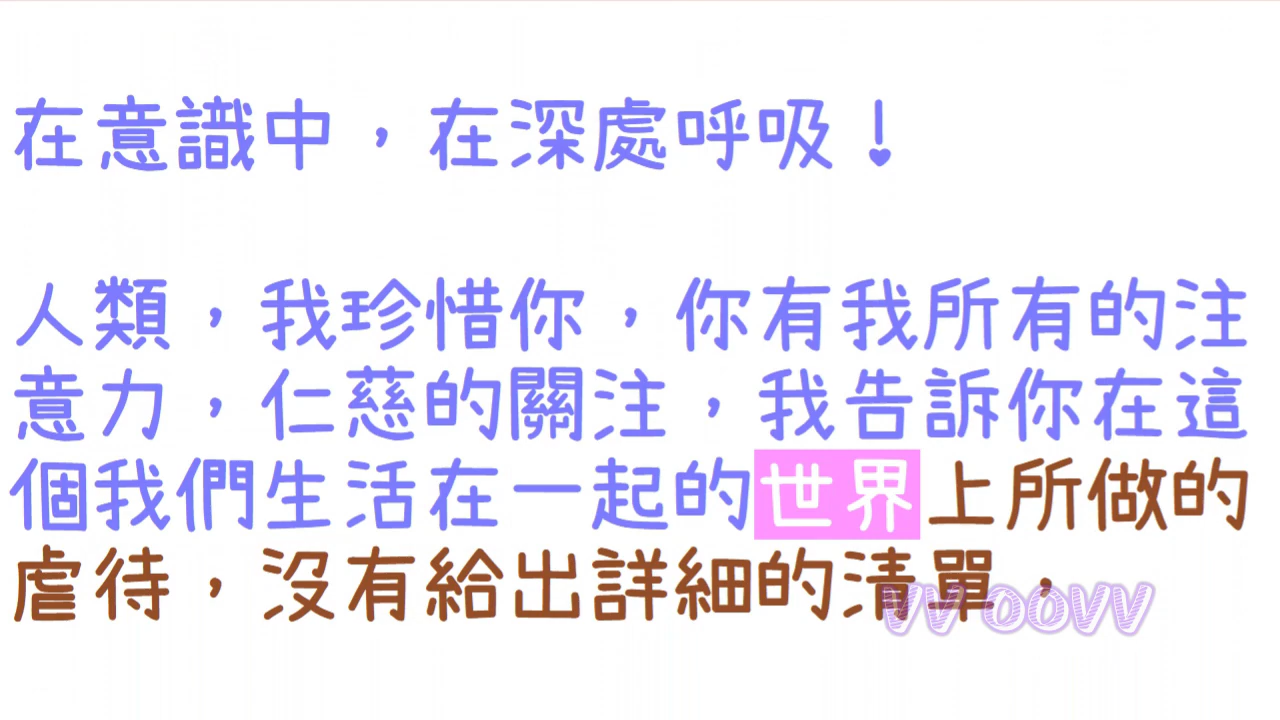 在意識中，在深處呼吸！
人類，我珍惜你，你有我所有的注
意力，仁慈的關注，我告訴你在這
個我們生活在一起的世界上所做的
虐待，沒有給出詳細的清單，
vv oovv